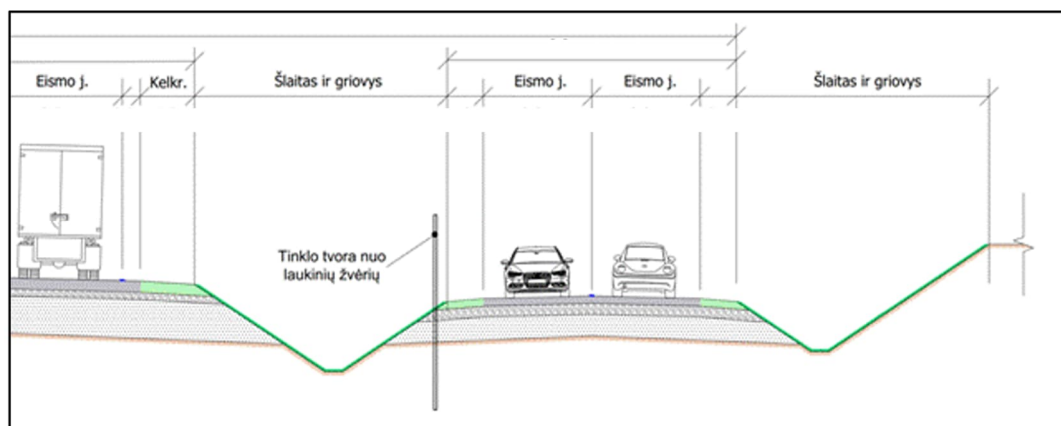 Eismo j.
Kelkr.
Šlaitas ir griovys
Eismo j.
Eismo j.
Šlaitas ir griovys
Tinklo tvora nuo
laukinių žvėrių